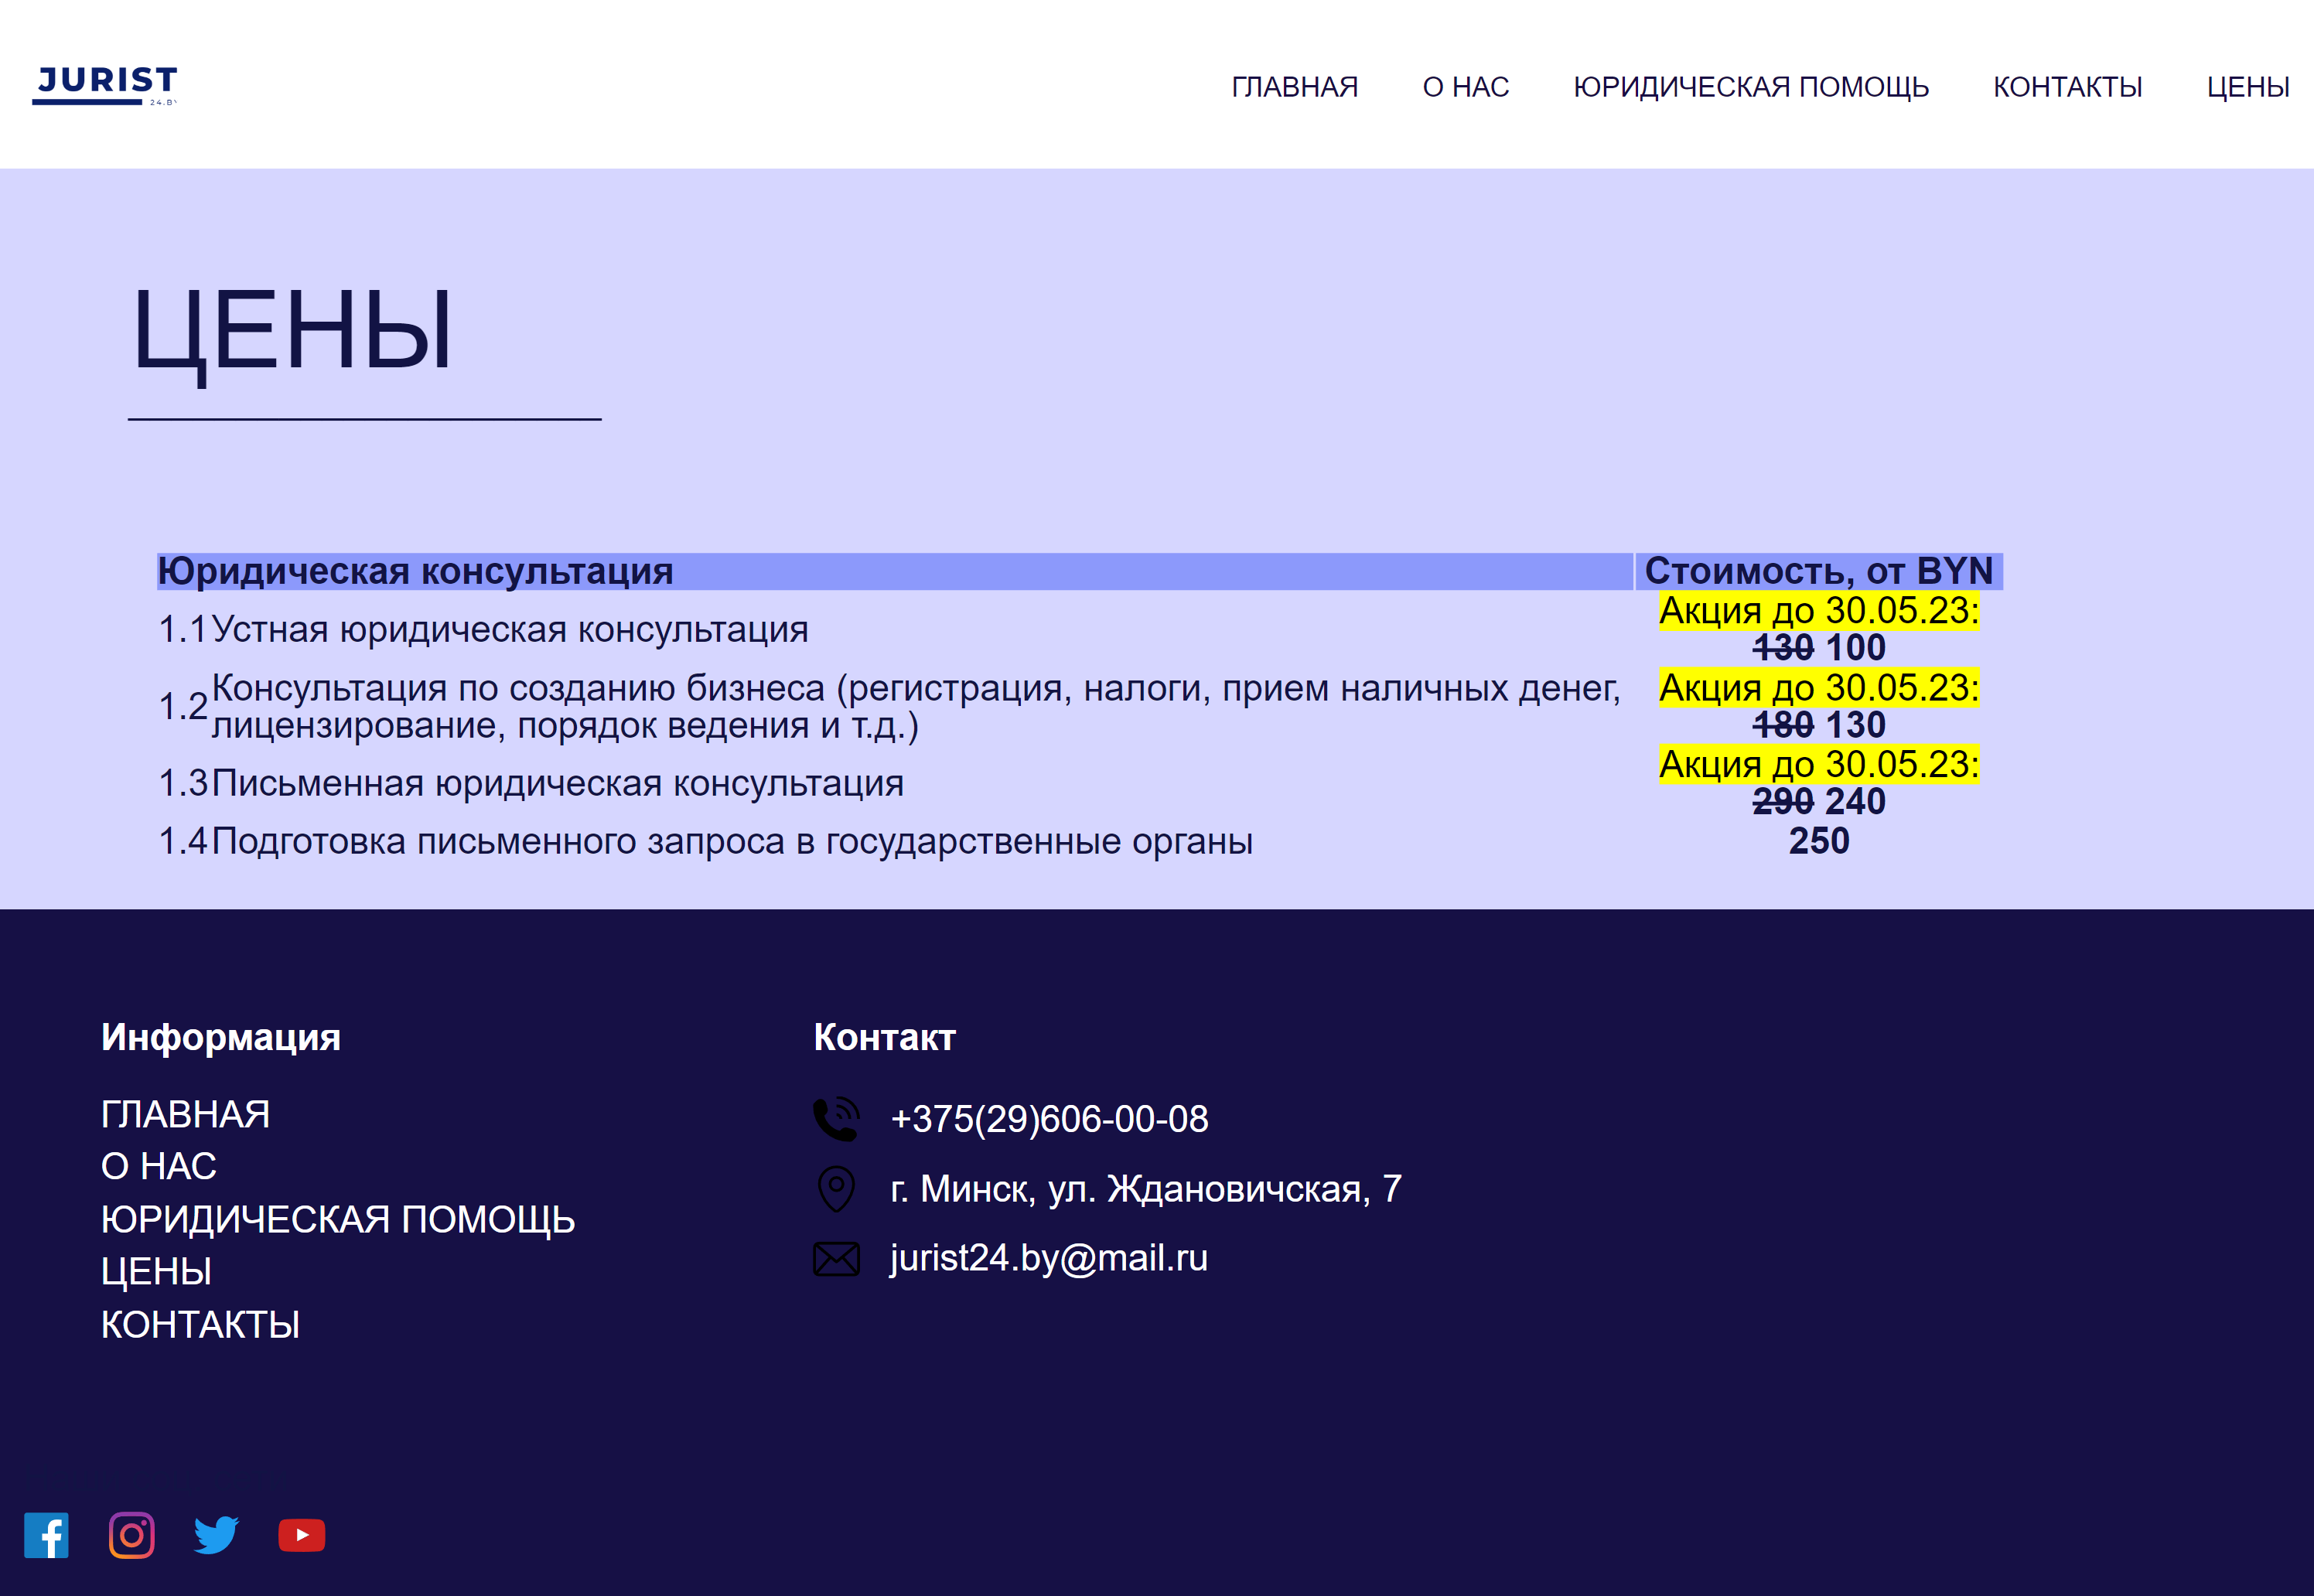 JURIST
24.BY
ГЛАВНАЯ О НАС ЮРИДИЧЕСКАЯ ПОМОЩЬ КОНТАКТЫ ЦЕНЫ
ЦЕНЫ
Юридическая консультация Стоимость, от BYN
1.1 Устная юридическая консультация
Акция до 30.05.23:
130 100
1.2 Консультация по созданию бизнеса (регистрация, налоги, прием наличных денег,
лицензирование, порядок ведения и т.д.)
Акция до 30.05.23:
180 130
1.3 Письменная юридическая консультация
Акция до 30.05.23:
290 240
1.4 Подготовка письменного запроса в государственные органы 250
Информация
ГЛАВНАЯ
О НАС
ЮРИДИЧЕСКАЯ ПОМОЩЬ
ЦЕНЫ
КОНТАКТЫ
Контакт
+375(29)606-00-08
г. Минск, ул. Ждановичская, 7
jurist24.by@mail.ru